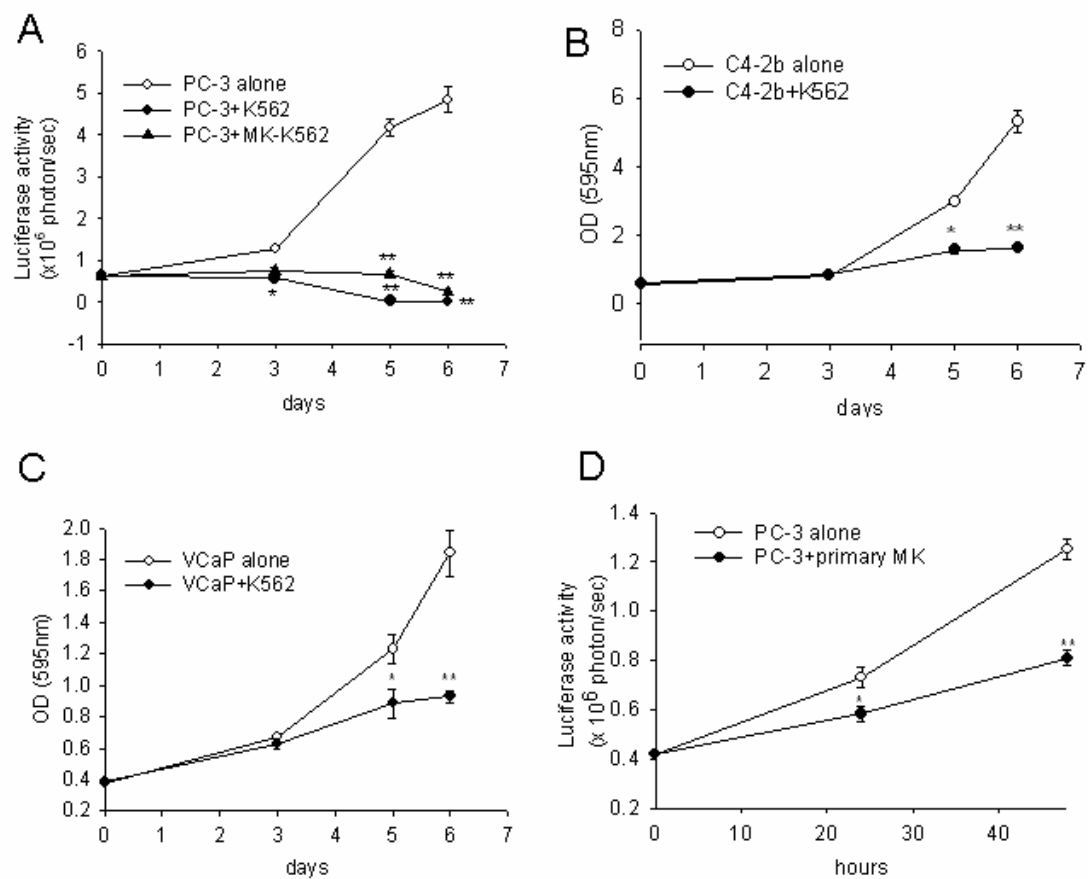 A
PC-3 alone
PC-3+K562
PC-3+MK-K562
Luciferase activity
(x10⁶ photon/sec)
6
5
4
3
2
1
0
-1
**
**
**
*
**
0 1 2 3 4 5 6 7
days
B
C4-2b alone
C4-2b+K562
OD (595nm)
8
6
4
2
0
*
**
0 1 2 3 4 5 6 7
days
C
VCaP alone
VCaP+K562
OD (595nm)
2.0
1.8
1.6
1.4
1.2
1.0
0.8
0.6
0.4
0.2
*
**
0 1 2 3 4 5 6 7
days
D
PC-3 alone
PC-3+primary MK
Luciferase activity
(x 10⁶ photon/sec)
1.4
1.2
1.0
0.8
0.6
0.4
0.2
*
**
0 10 20 30 40
hours